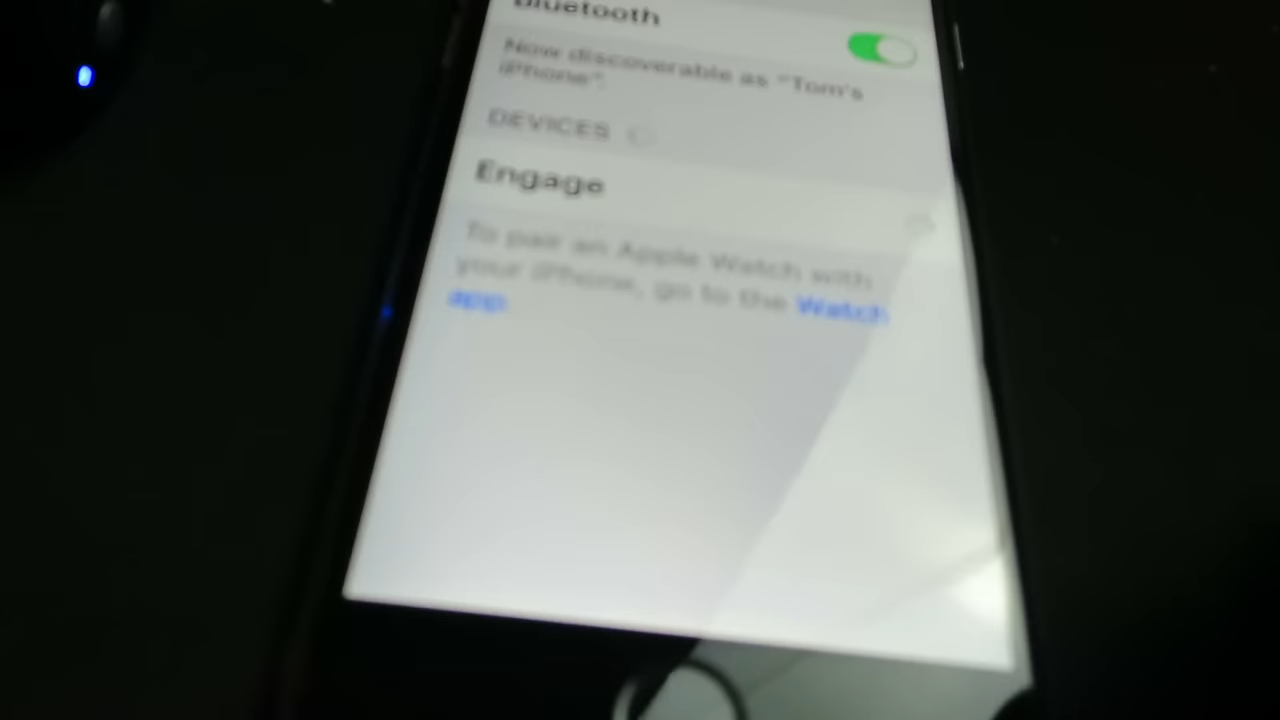 Bluetooth
Now discoverable as "Tom's
iPhone".
DEVICES
Engage
To pair an Apple Watch with
your iPhone, go to the Watch
app.